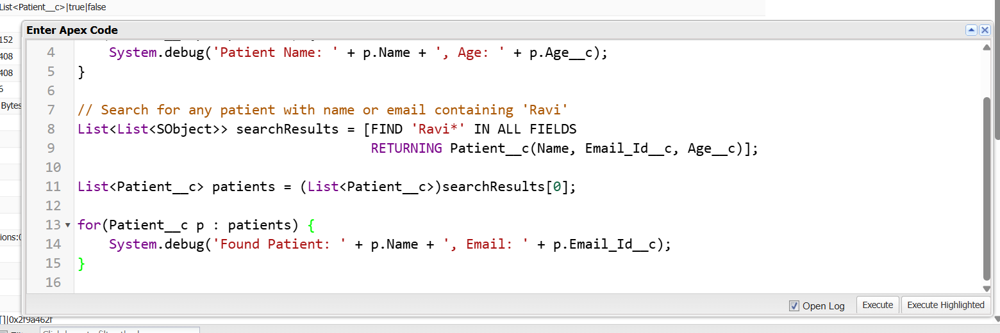 List<Patient__c>|true|false
Enter Apex Code
152
408
408
6
Bytes
4 System.debug('Patient Name: ' + p.Name + ', Age: ' + p.Age__c);
5 }
6
7 // Search for any patient with name or email containing 'Ravi'
8 List<List<SObject>> searchResults = [FIND 'Ravi*' IN ALL FIELDS
9 RETURNING Patient__c(Name, Email_Id__c, Age__c)];
10
11 List<Patient__c> patients = (List<Patient__c>)searchResults[0];
12
13 for(Patient__c p : patients) {
14 System.debug('Found Patient: ' + p.Name + ', Email: ' + p.Email_Id__c);
15 }
16
Open Log
Execute
Execute Highlighted
[]|0x2f9a462f